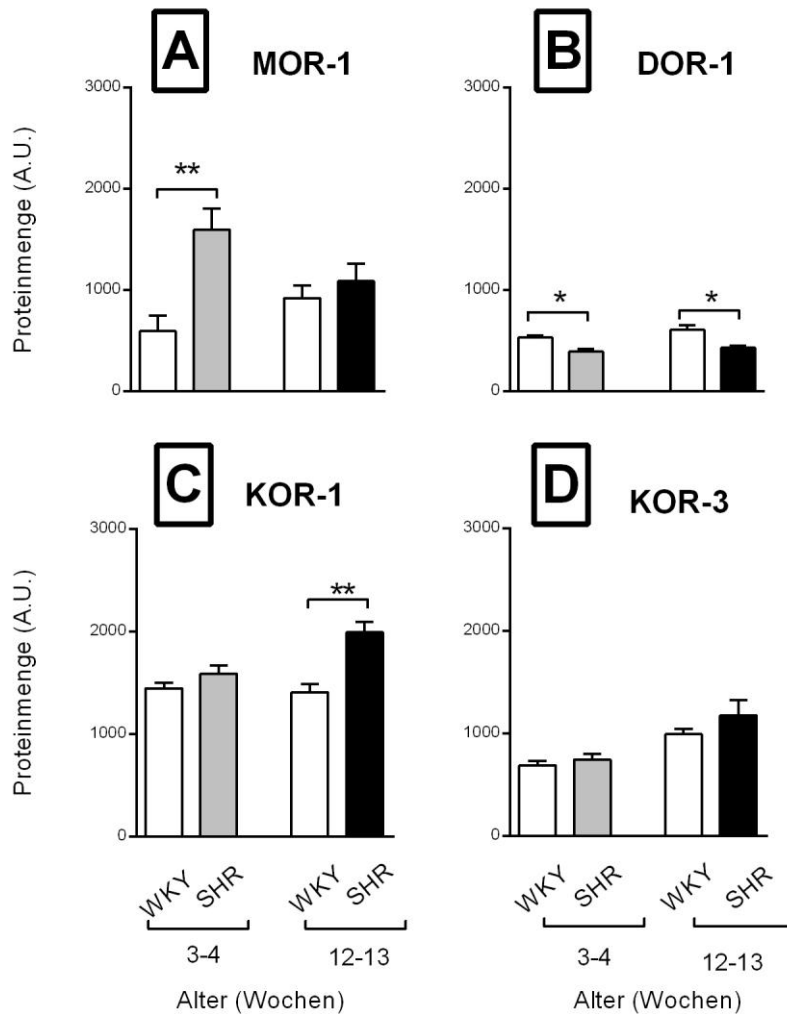 A MOR-1
Proteinmenge (A.U.)
3000
2000
1000
0
**
B DOR-1
3000
2000
1000
0
*
*
C KOR-1
Proteinmenge (A.U.)
3000
2000
1000
0
**
WKY SHR WKY SHR
3-4 12-13
Alter (Wochen)
D KOR-3
3000
2000
1000
0
WKY SHR WKY SHR
3-4 12-13
Alter (Wochen)